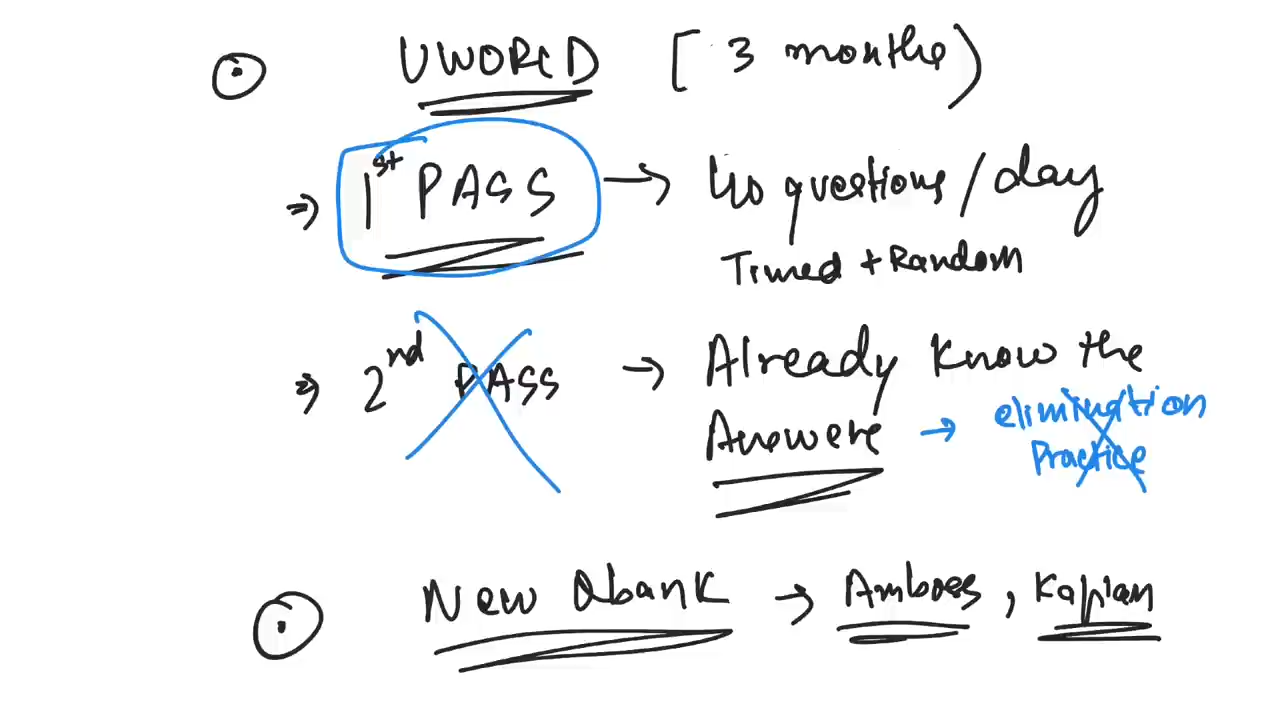 UWORLD [3 months)
⇒ 1st PASS → 40 questions/day
Timed + Random
⇒ 2nd PASS → Already know the
Answers → elimination
Practice
New Qbank → Amboss, Kaplan